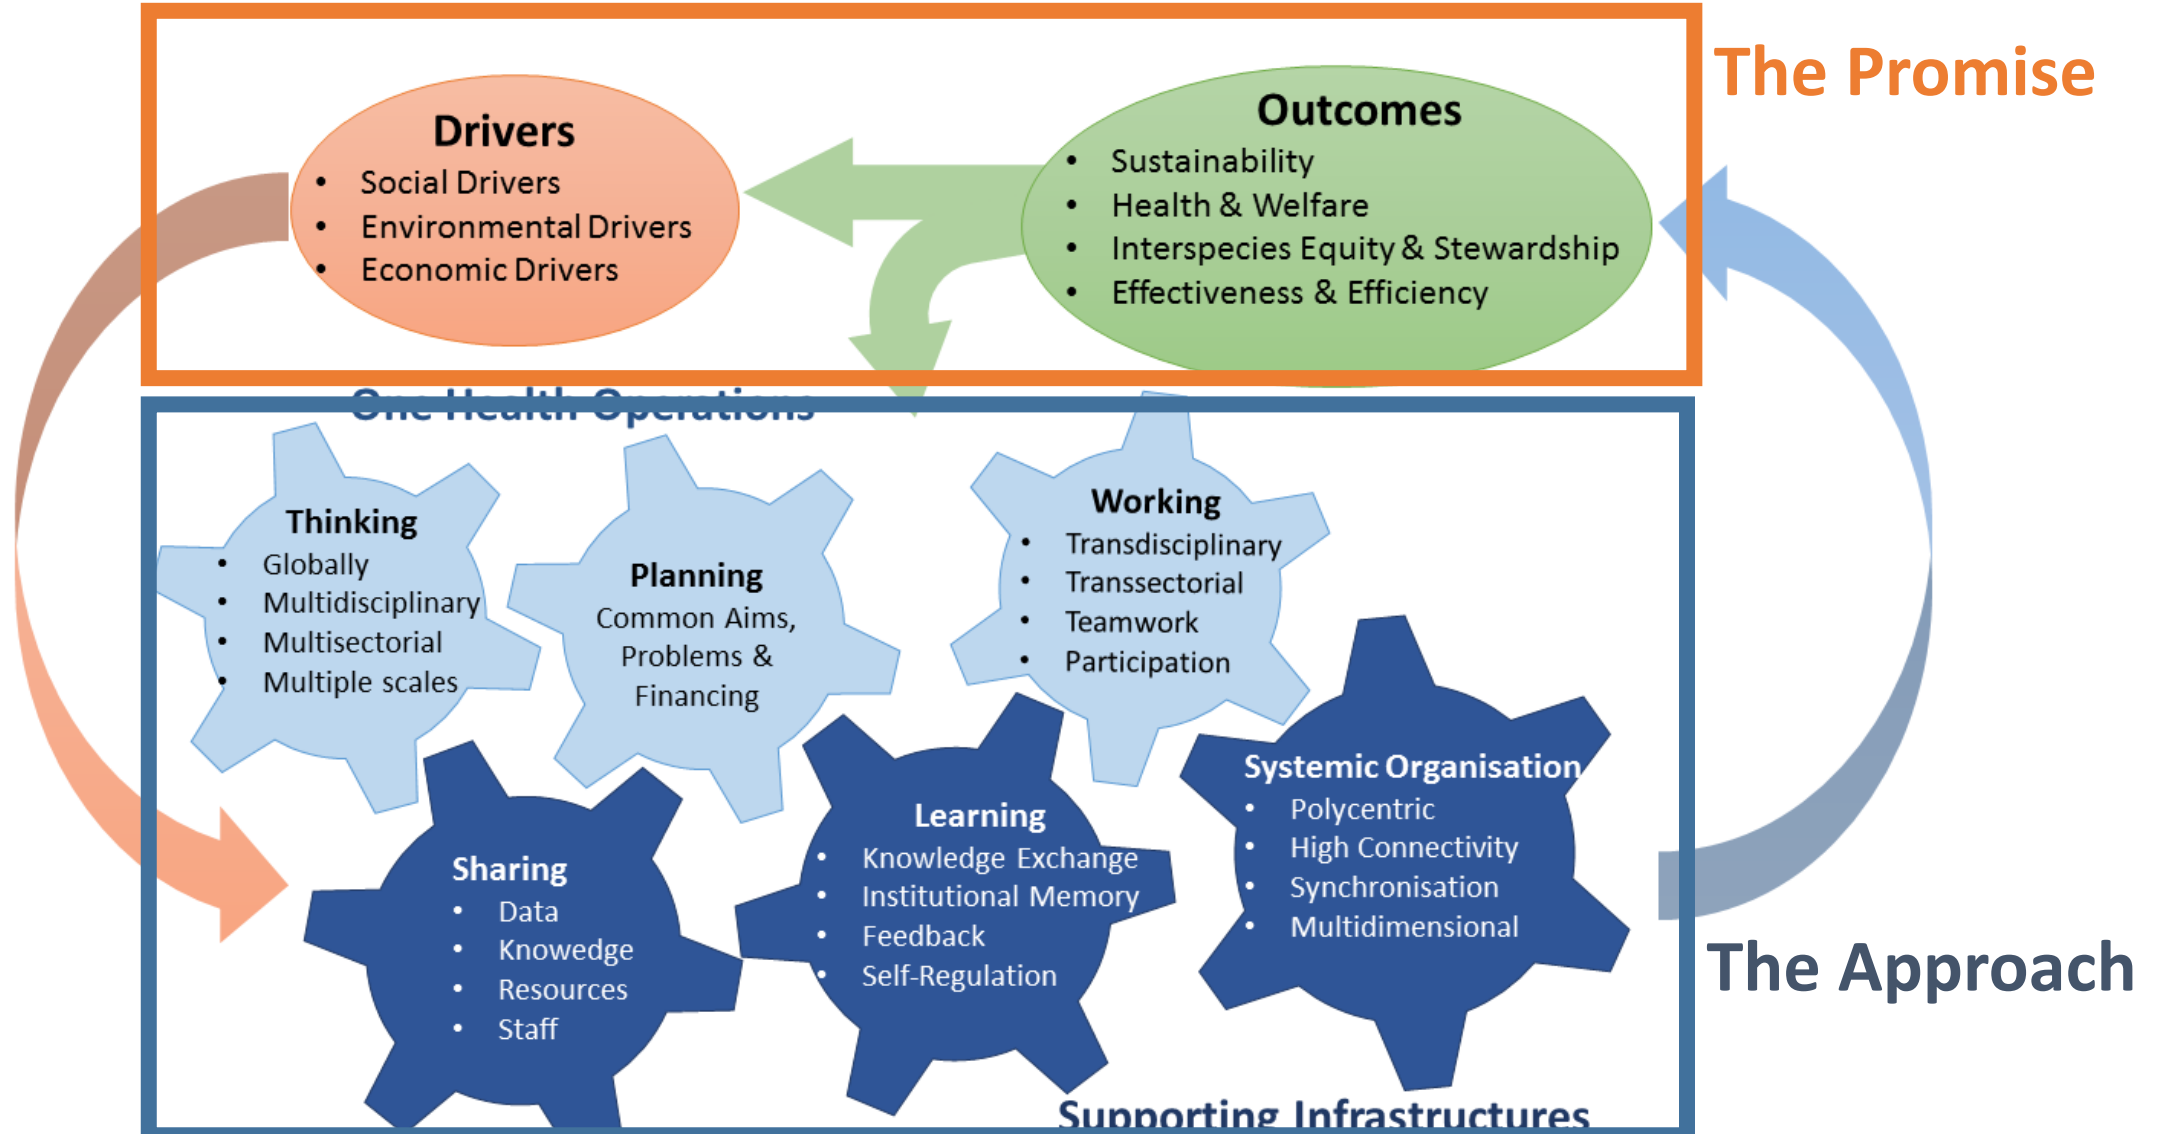 The Promise
Drivers
• Social Drivers
• Environmental Drivers
• Economic Drivers
Outcomes
• Sustainability
• Health & Welfare
• Interspecies Equity & Stewardship
• Effectiveness & Efficiency
One Health Operations
Thinking
• Globally
• Multidisciplinary
• Multisectorial
• Multiple scales
Planning
Common Aims,
Problems &
Financing
Working
• Transdisciplinary
• Transsectorial
• Teamwork
• Participation
Sharing
• Data
• Knowedge
• Resources
• Staff
Learning
• Knowledge Exchange
• Institutional Memory
• Feedback
• Self-Regulation
Systemic Organisation
• Polycentric
• High Connectivity
• Synchronisation
• Multidimensional
The Approach
Supporting Infrastructures